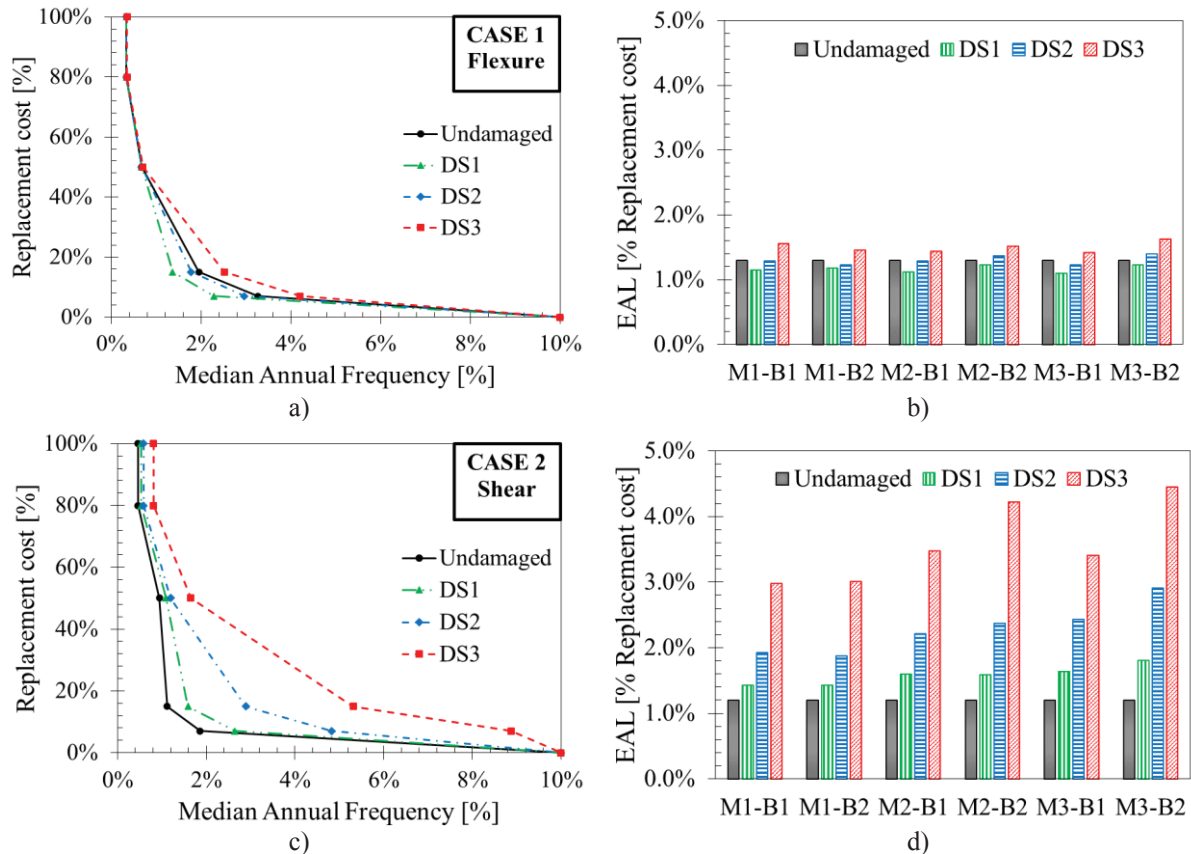 100%
80%
60%
40%
20%
0%
Replacement cost [%]
CASE 1
Flexure
Undamaged
DS1
DS2
DS3
0% 2% 4% 6% 8% 10%
Median Annual Frequency [%]
a)
5.0%
4.0%
3.0%
2.0%
1.0%
0.0%
EAL [% Replacement cost]
Undamaged DS1 DS2 DS3
M1-B1 M1-B2 M2-B1 M2-B2 M3-B1 M3-B2
b)
100%
80%
60%
40%
20%
0%
Replacement cost [%]
CASE 2
Shear
Undamaged
DS1
DS2
DS3
0% 2% 4% 6% 8% 10%
Median Annual Frequency [%]
c)
5.0%
4.0%
3.0%
2.0%
1.0%
0.0%
EAL [% Replacement cost]
Undamaged DS1 DS2 DS3
M1-B1 M1-B2 M2-B1 M2-B2 M3-B1 M3-B2
d)